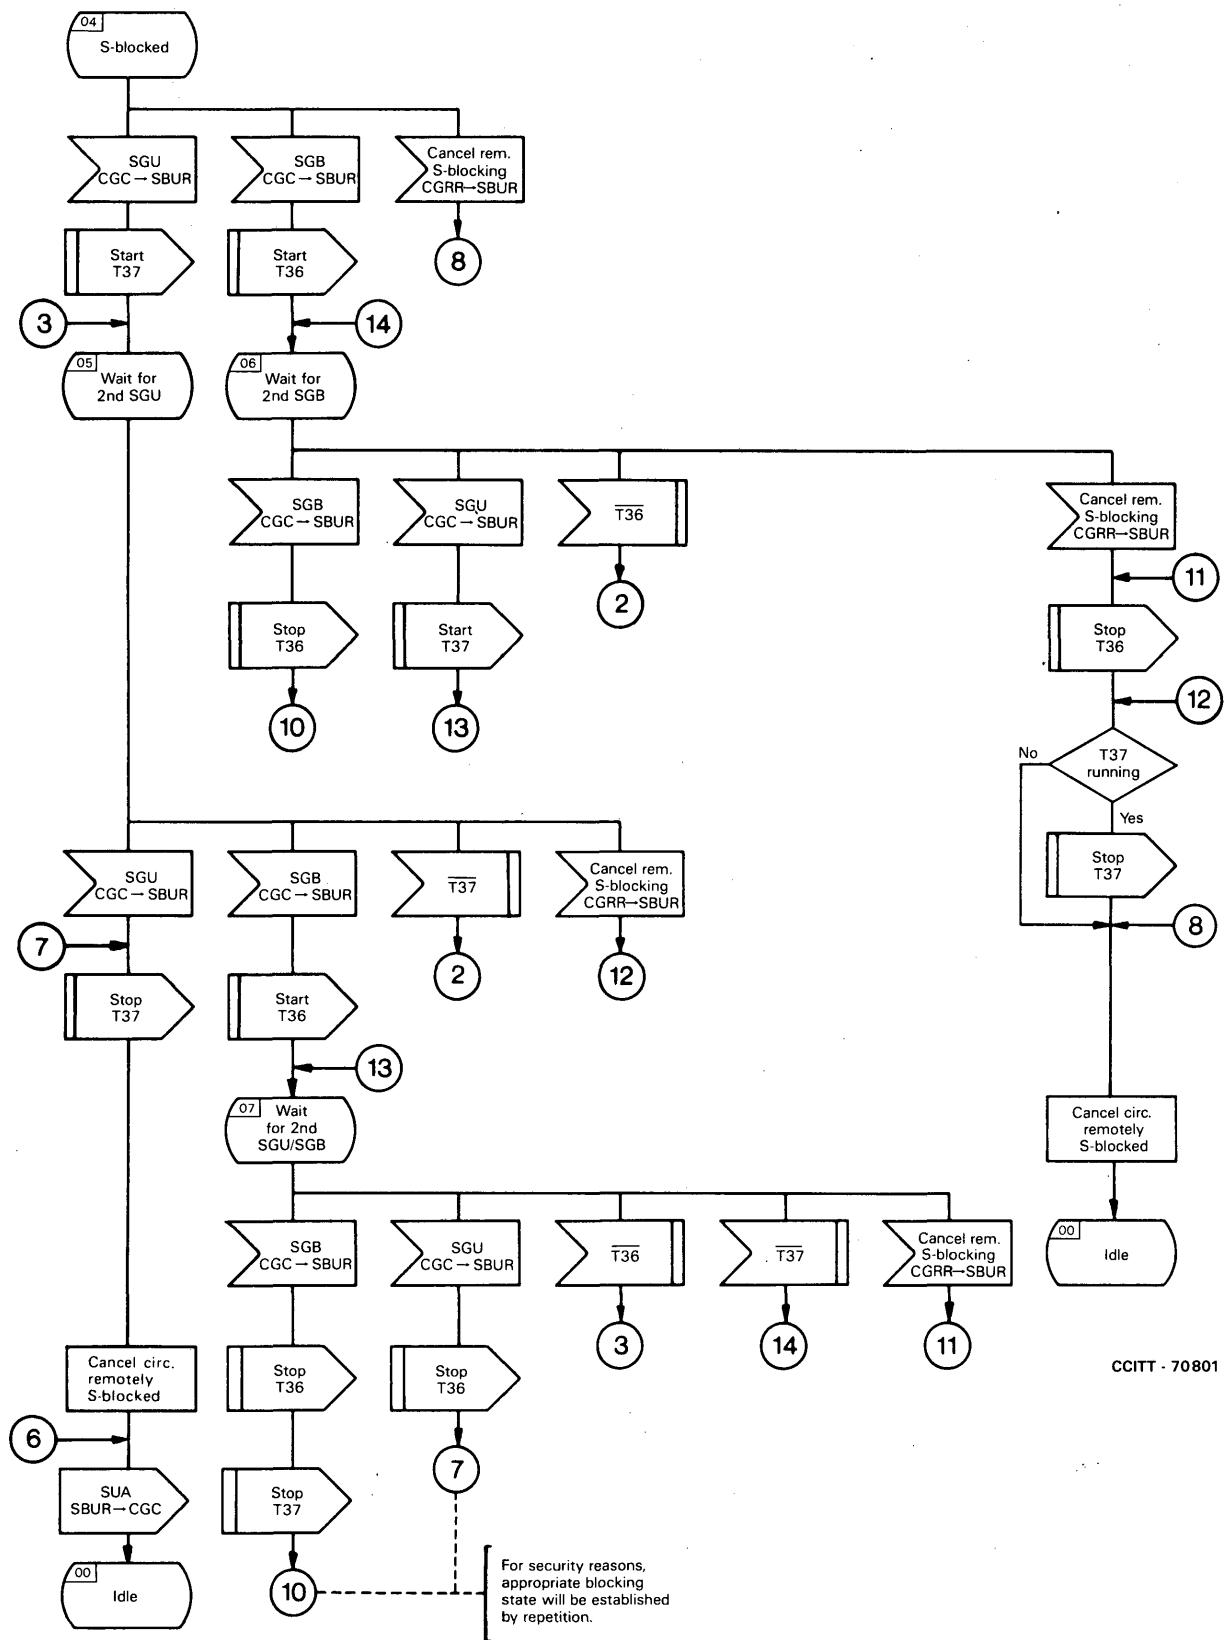 04
S-blocked
SGU
CGC → SBUR
SGB
CGC → SBUR
Cancel rem.
S-blocking
CGRR→SBUR
Start
T37
Start
T36
8
3
14
05
Wait for
2nd SGU
06
Wait for
2nd SGB
SGB
CGC → SBUR
SGU
CGC → SBUR
T36
Cancel rem.
S-blocking
CGRR→SBUR
11
2
Stop
T36
Start
T37
Stop
T36
10
13
12
No
T37
running
Yes
SGU
CGC → SBUR
SGB
CGC → SBUR
T37
Cancel rem.
S-blocking
CGRR→SBUR
Stop
T37
7
2
12
8
Stop
T37
Start
T36
13
07
Wait
for 2nd
SGU/SGB
Cancel circ.
remotely
S-blocked
SGB
CGC → SBUR
SGU
CGC → SBUR
T36
T37
Cancel rem.
S-blocking
CGRR→SBUR
00
Idle
3
14
11
Cancel circ.
remotely
S-blocked
Stop
T36
Stop
T36
CCITT - 70801
6
7
SUA
SBUR → CGC
Stop
T37
00
Idle
10
For security reasons,
appropriate blocking
state will be established
by repetition.